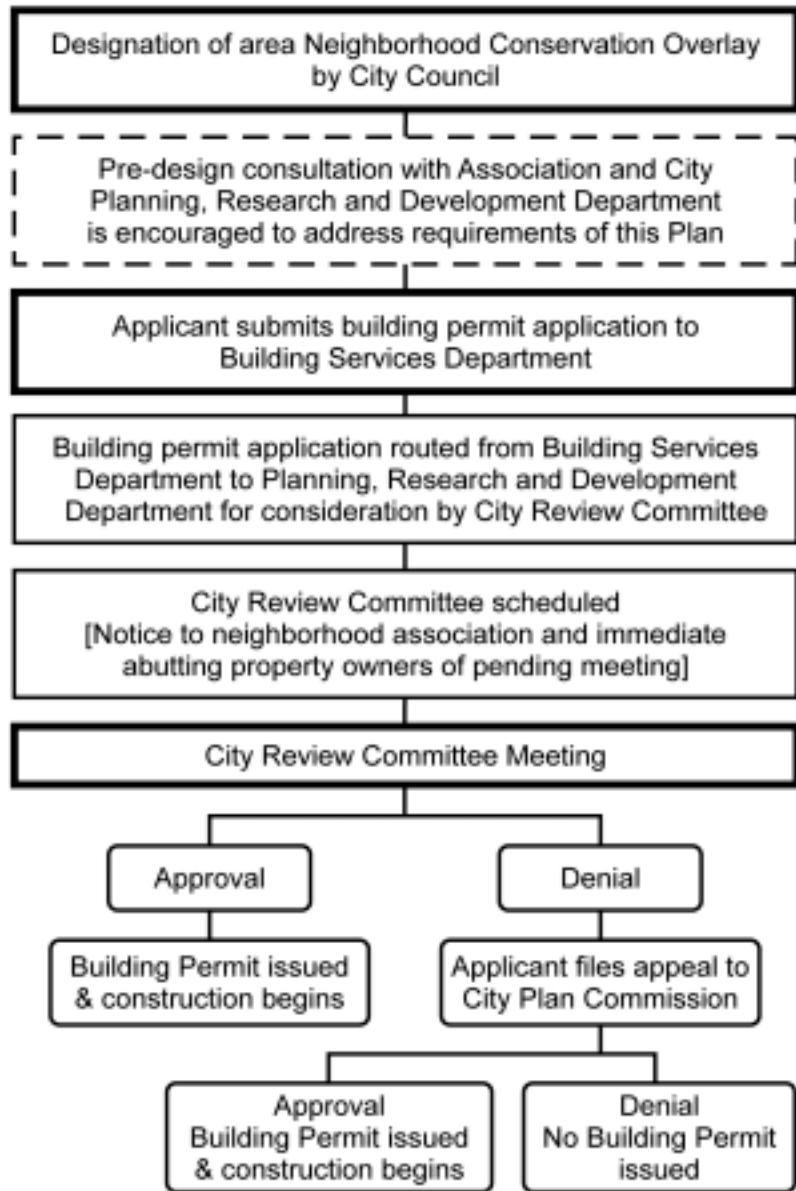 Designation of area Neighborhood Conservation Overlay
by City Council
Pre-design consultation with Association and City
Planning, Research and Development Department
is encouraged to address requirements of this Plan
Applicant submits building permit application to
Building Services Department
Building permit application routed from Building Services
Department to Planning, Research and Development
Department for consideration by City Review Committee
City Review Committee scheduled
[Notice to neighborhood association and immediate
abutting property owners of pending meeting]
City Review Committee Meeting
Approval
Denial
Building Permit issued
& construction begins
Applicant files appeal to
City Plan Commission
Approval
Building Permit issued
& construction begins
Denial
No Building Permit
issued